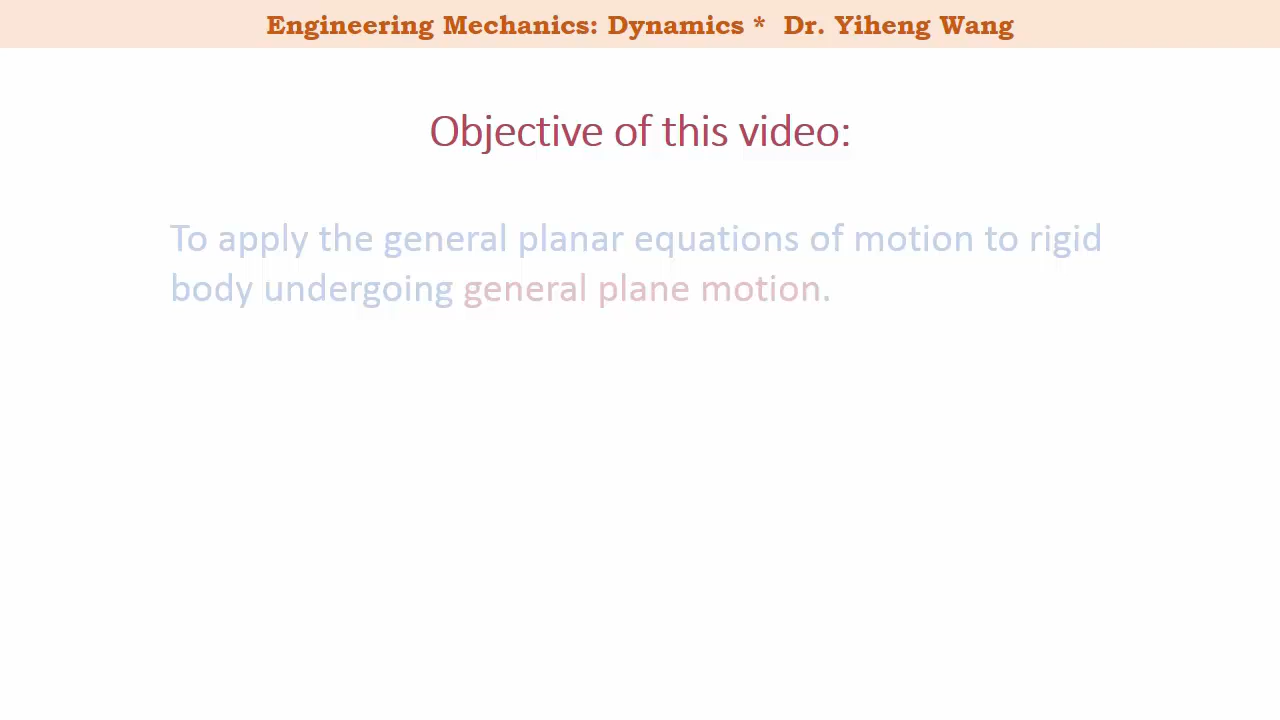 Engineering Mechanics: Dynamics * Dr. Yiheng Wang
Objective of this video:
To apply the general planar equations of motion to rigid
body undergoing general plane motion.